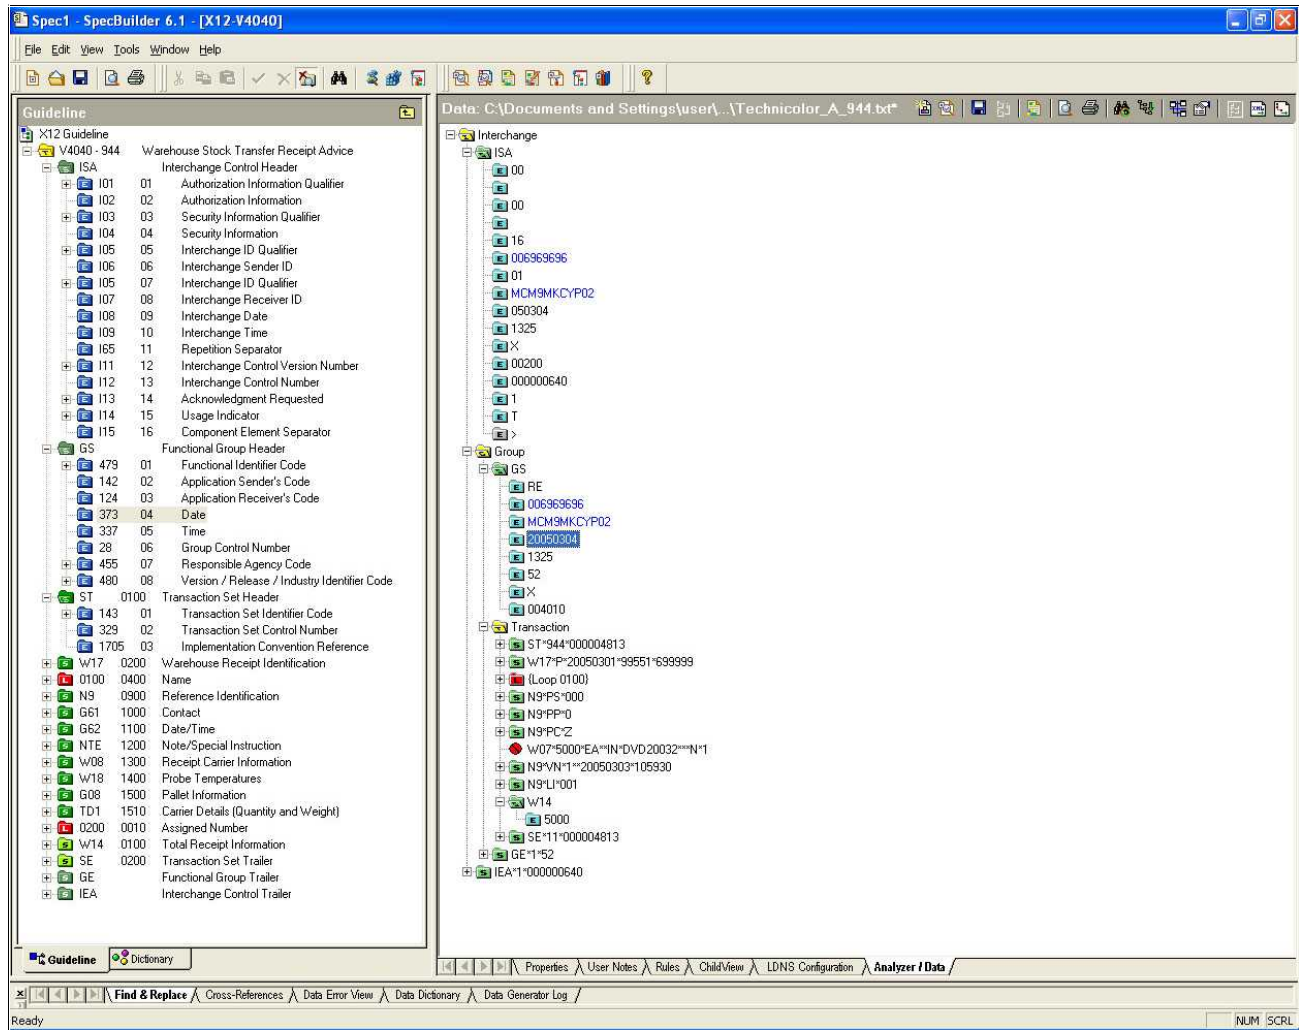 Spec1 - SpecBuilder 6.1 - [X12-V4040]
File Edit View Tools Window Help
Guideline
X12 Guideline
V4040 - 944 Warehouse Stock Transfer Receipt Advice
ISA Interchange Control Header
I01 01 Authorization Information Qualifier
I02 02 Authorization Information
I03 03 Security Information Qualifier
I04 04 Security Information
I05 05 Interchange ID Qualifier
I06 06 Interchange Sender ID
I05 07 Interchange ID Qualifier
I07 08 Interchange Receiver ID
I08 09 Interchange Date
I09 10 Interchange Time
I65 11 Repetition Separator
I11 12 Interchange Control Version Number
I12 13 Interchange Control Number
I13 14 Acknowledgment Requested
I14 15 Usage Indicator
I15 16 Component Element Separator
GS Functional Group Header
479 01 Functional Identifier Code
142 02 Application Sender's Code
124 03 Application Receiver's Code
373 04 Date
337 05 Time
28 06 Group Control Number
455 07 Responsible Agency Code
480 08 Version / Release / Industry Identifier Code
ST 0100 Transaction Set Header
143 01 Transaction Set Identifier Code
329 02 Transaction Set Control Number
1705 03 Implementation Convention Reference
W17 0200 Warehouse Receipt Identification
0100 0400 Name
N9 0900 Reference Identification
G61 1000 Contact
G62 1100 Date/Time
NTE 1200 Note/Special Instruction
W08 1300 Receipt Carrier Information
W18 1400 Probe Temperatures
G08 1500 Pallet Information
TD1 1510 Carrier Details (Quantity and Weight)
0200 0010 Assigned Number
W14 0100 Total Receipt Information
SE 0200 Transaction Set Trailer
GE Functional Group Trailer
IEA Interchange Control Trailer
Guideline Dictionary
Data: C:\Documents and Settings\user\...\Technicolor_A_944.txt*
Interchange
ISA
00
00
16
006969696
01
MCM9MKCYP02
050304
1325
X
00200
000000640
1
T
>
Group
GS
RE
006969696
MCM9MKCYP02
20050304
1325
52
X
004010
Transaction
ST*944*000004813
W17*P*20050301*99551*699999
{Loop 0100}
N9*PS*000
N9*PP*0
N9*PC*Z
W07*5000*EA**IN*DVD20032***N*1
N9*VN*1**20050303*105930
N9*LI*001
W14
5000
SE*11*000004813
GE*1*52
IEA*1*000000640
Properties User Notes Rules ChildView LDNS Configuration Analyzer / Data
Find & Replace Cross-References Data Error View Data Dictionary Data Generator Log
Ready NUM SCRL